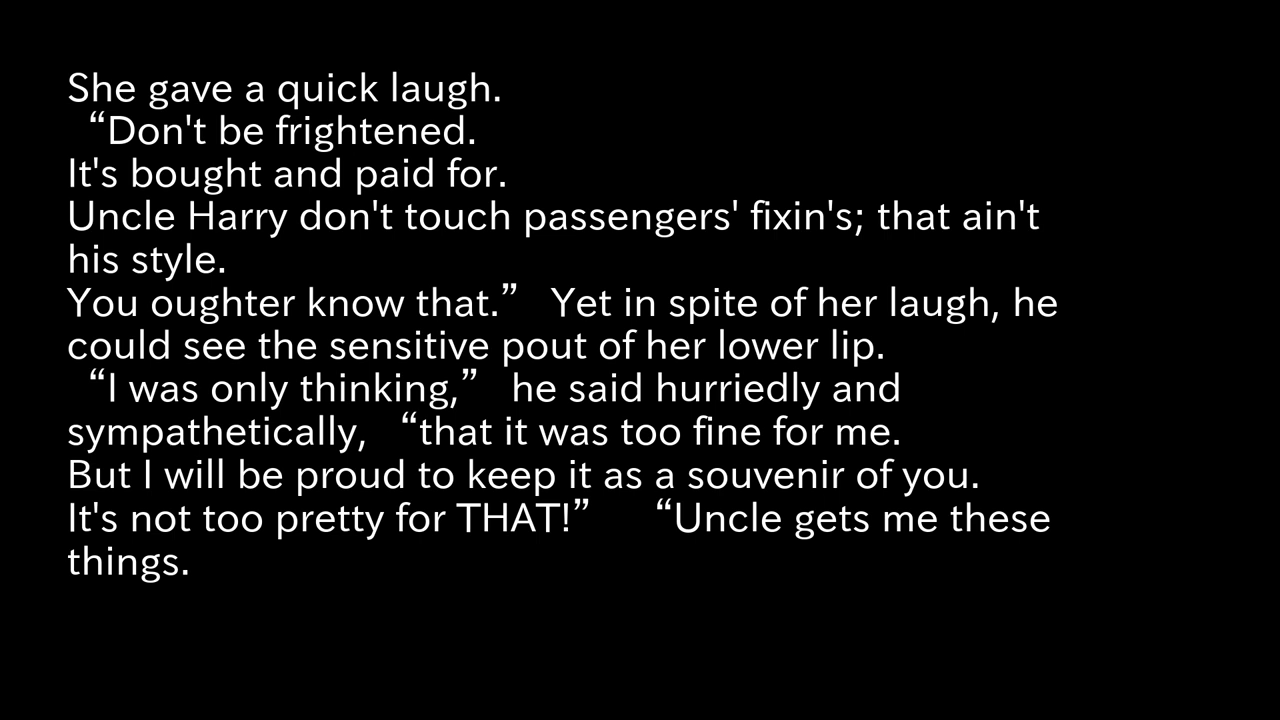 She gave a quick laugh.
“Don't be frightened.
It's bought and paid for.
Uncle Harry don't touch passengers' fixin's; that ain't
his style.
You oughter know that.” Yet in spite of her laugh, he
could see the sensitive pout of her lower lip.
“I was only thinking,” he said hurriedly and
sympathetically, “that it was too fine for me.
But I will be proud to keep it as a souvenir of you.
It's not too pretty for THAT!” “Uncle gets me these
things.